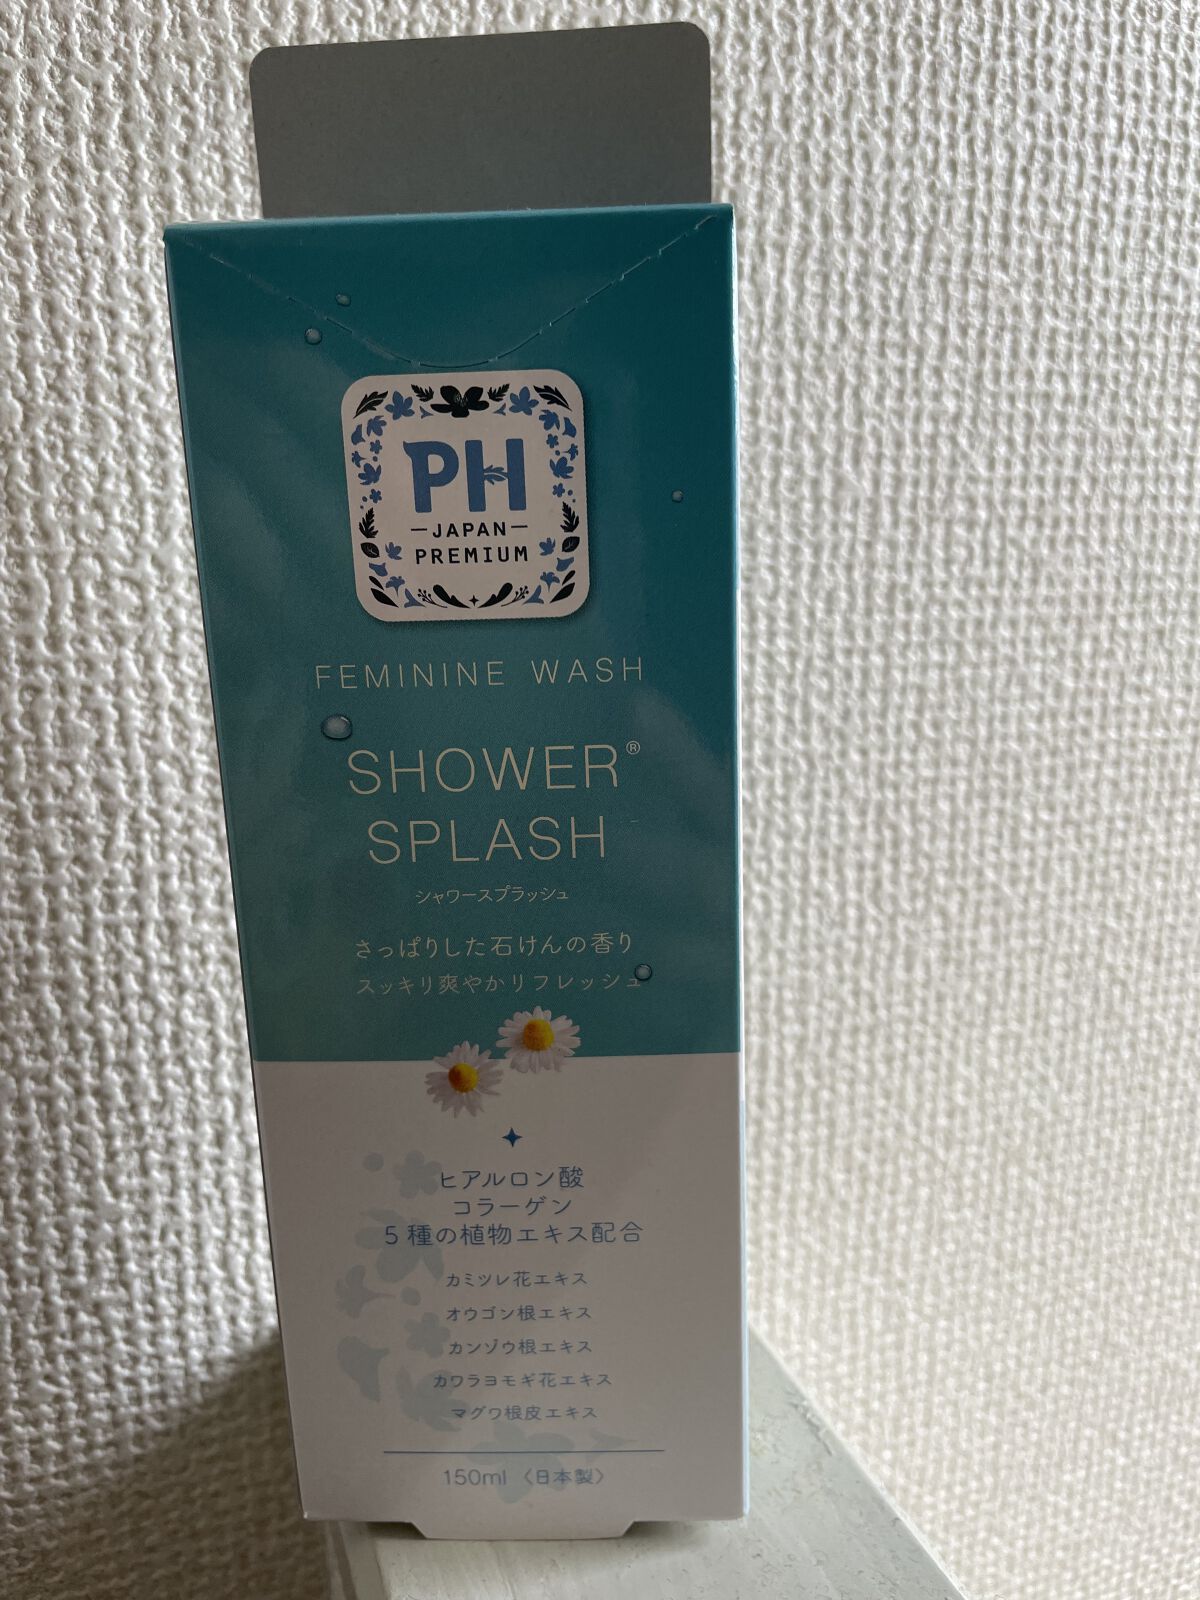 PH
JAPAN
PREMIUM
FEMININE WASH
SHOWER®
SPLASH
シャワースプラッシュ
さっぱりした石けんの香り
スッキリ爽やかリフレッシュ
ヒアルロン酸
コラーゲン
5種の植物エキス配合
カミツレ花エキス
オウゴン根エキス
カンゾウ根エキス
カワラヨモギ花エキス
マグワ根皮エキス
150ml〈日本製〉